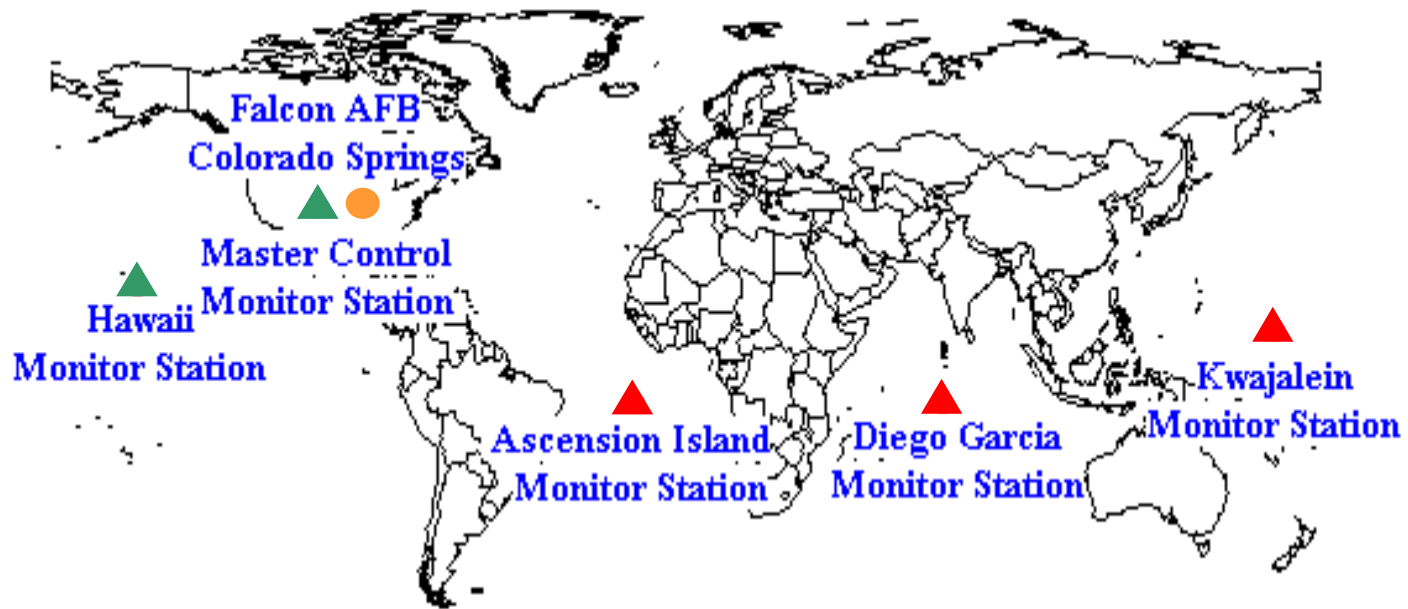 Falcon AFB
Colorado Springs
Master Control
Monitor Station
Hawaii
Monitor Station
Ascension Island
Monitor Station
Diego Garcia
Monitor Station
Kwajalein
Monitor Station